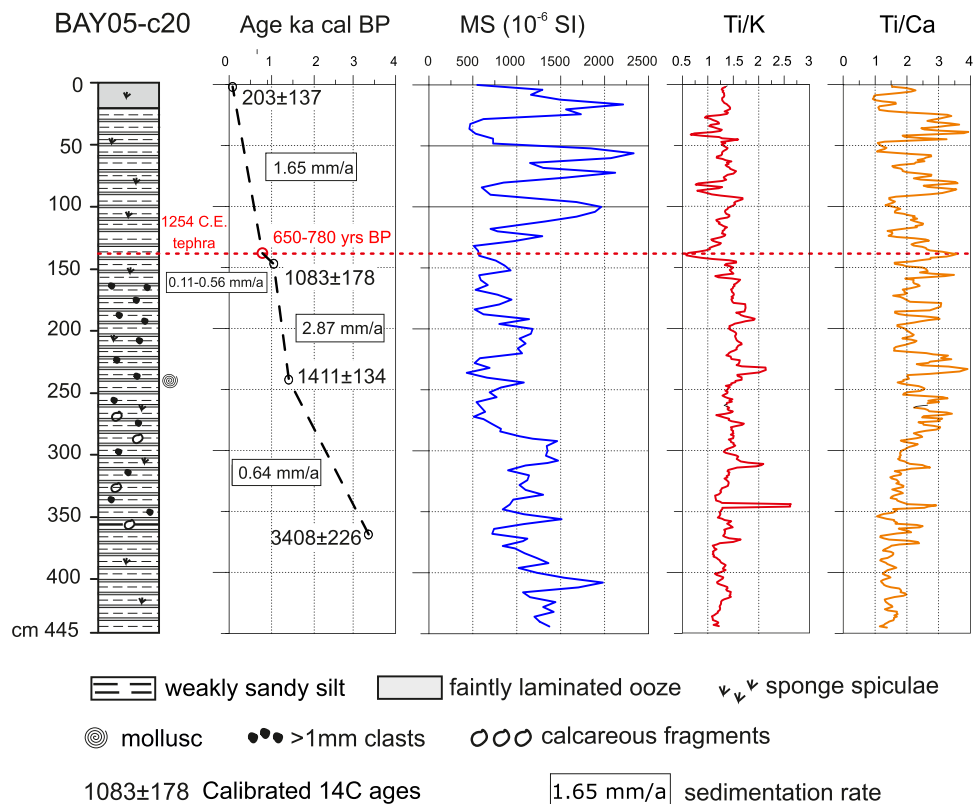 BAY05-c20 Age ka cal BP MS (10⁻⁶ SI) Ti/K Ti/Ca
0 1 2 3 4 0 500 1000 1500 2000 2500 0.5 1 1.5 2 2.5 3 0 1 2 3 4
0
203±137
50
1.65 mm/a
100
1254 C.E.
tephra
650-780 yrs BP
150
0.11-0.56 mm/a
1083±178
200
2.87 mm/a
250
1411±134
300
0.64 mm/a
350
3408±226
400
cm 445
weakly sandy silt faintly laminated ooze sponge spiculae
mollusc >1mm clasts calcareous fragments
1083±178 Calibrated 14C ages 1.65 mm/a sedimentation rate